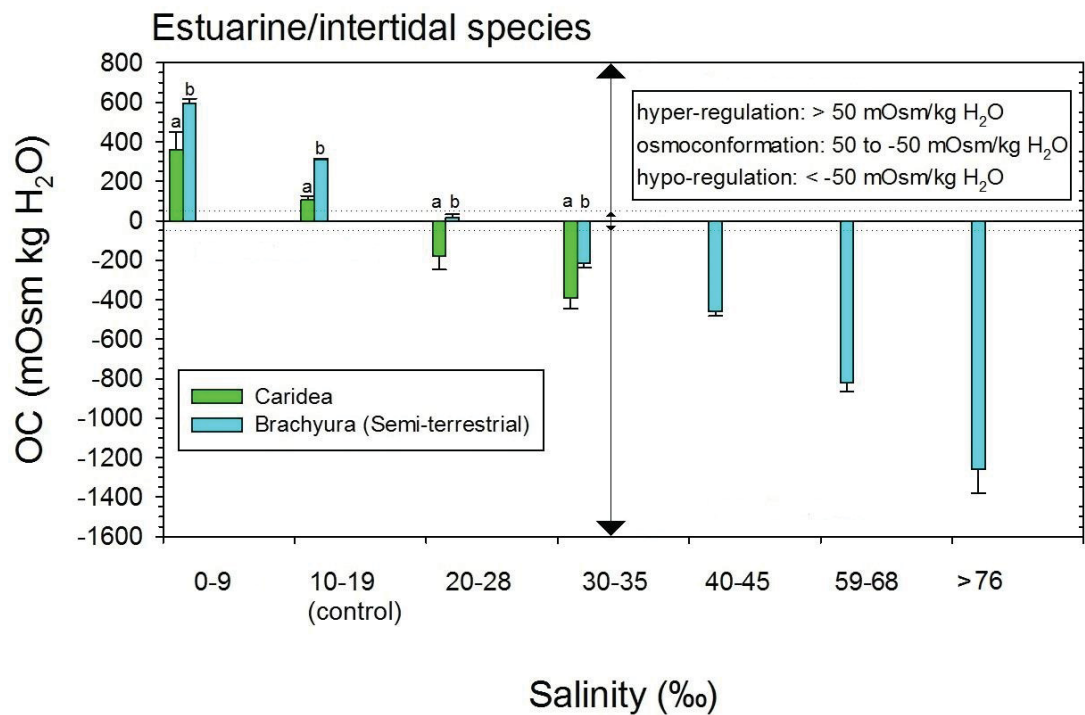 Estuarine/intertidal species
OC (mOsm kg H₂O)
800
600
400
200
0
-200
-400
-600
-800
-1000
-1200
-1400
-1600
a
b
a
b
a b
a
b
hyper-regulation: > 50 mOsm/kg H₂O
osmoconformation: 50 to -50 mOsm/kg H₂O
hypo-regulation: < -50 mOsm/kg H₂O
Caridea
Brachyura (Semi-terrestrial)
0-9
10-19
(control)
20-28
30-35
40-45
59-68
>76
Salinity (‰)